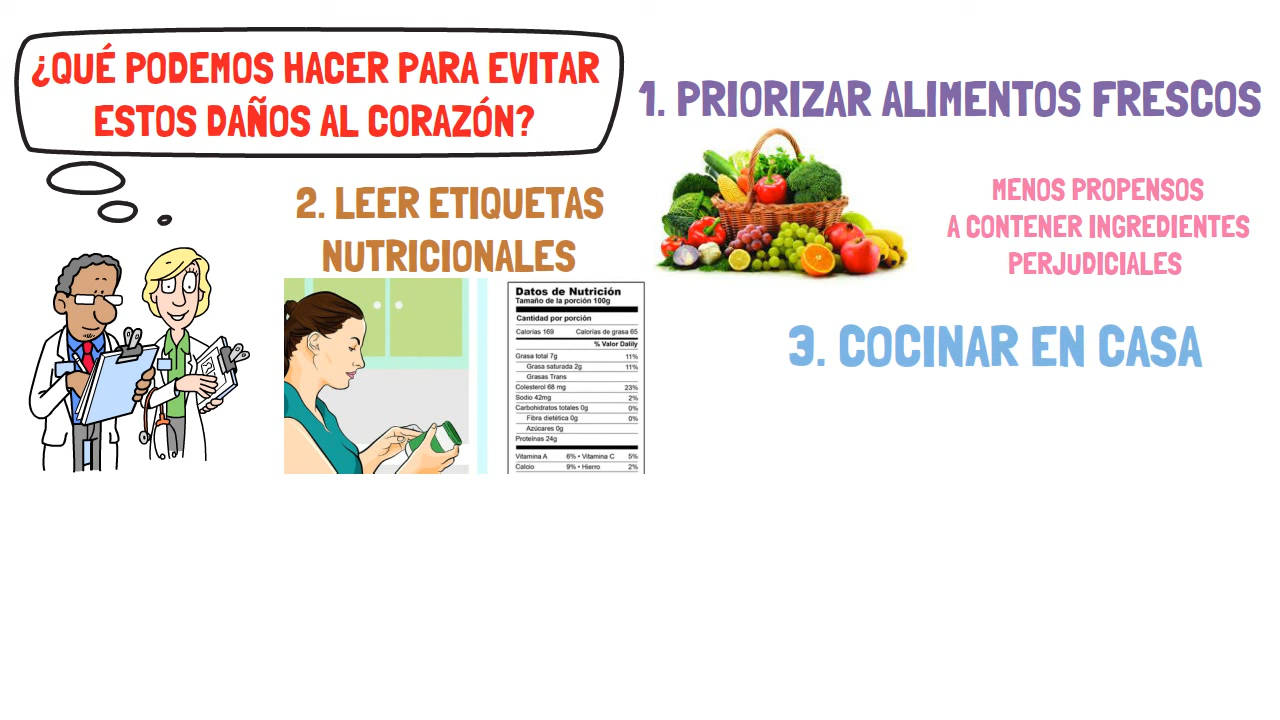 ¿QUÉ PODEMOS HACER PARA EVITAR
ESTOS DAÑOS AL CORAZÓN?
1. PRIORIZAR ALIMENTOS FRESCOS
MENOS PROPENSOS
A CONTENER INGREDIENTES
PERJUDICIALES
2. LEER ETIQUETAS
NUTRICIONALES
Datos de Nutrición
Tamaño de la porción 100g
Cantidad por porción
Calorías 169 Calorías de grasa 65
% Valor Dalily
Grasa total 7g 11%
Grasa saturada 2g 11%
Grasas Trans
Colesterol 68 mg 23%
Sodio 42mg 2%
Carbohidratos totales 0g 0%
Fibra dietética 0g 0%
Azúcares 0g
Proteinas 24g
Vitamina A 6% • Vitamina C 5%
Calcio 9% • Hierro 2%
3. COCINAR EN CASA